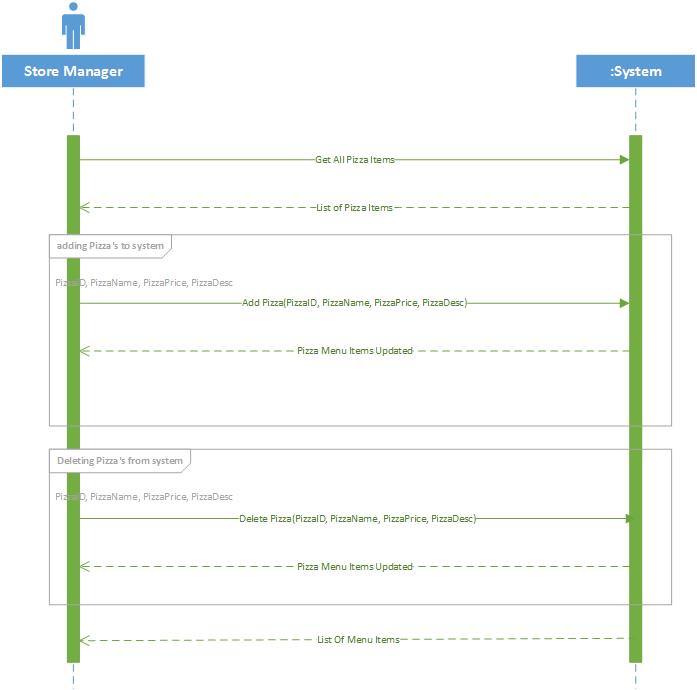 Store Manager
:System
Get All Pizza Items
List of Pizza Items
adding Pizza's to system
PizzaID, PizzaName, PizzaPrice, PizzaDesc
Add Pizza(PizzaID, PizzaName, PizzaPrice, PizzaDesc)
Pizza Menu Items Updated
Deleting Pizza's from system
PizzaID, PizzaName, PizzaPrice, PizzaDesc
Delete Pizza(PizzaID, PizzaName, PizzaPrice, PizzaDesc)
Pizza Menu Items Updated
List Of Menu Items